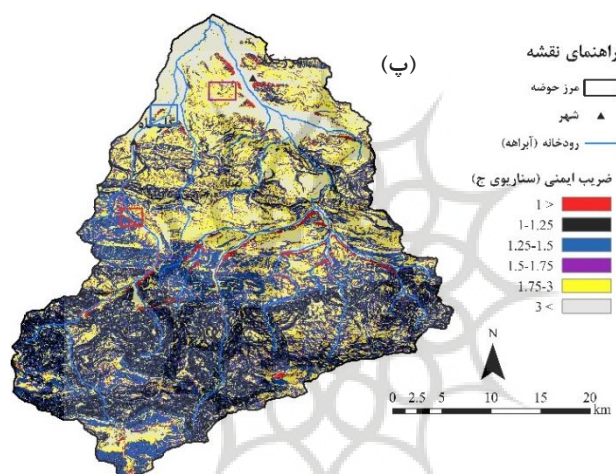 (پ)
راهنمای نقشه
مرز حوضه
شهر
رودخانه (آبراهه)
ضریب ایمنی (سناریوی ج)
1 >
1-1.25
1.25-1.5
1.5-1.75
1.75-3
3 <
N
0 2.5 5 10 15 20
km